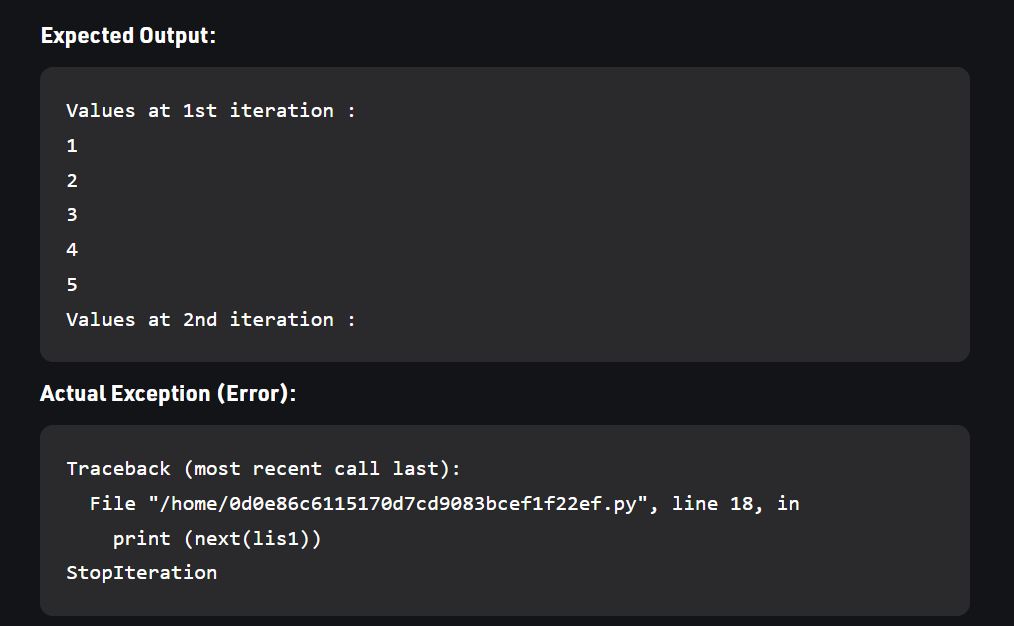 Expected Output:
Values at 1st iteration :
1
2
3
4
5
Values at 2nd iteration :
Actual Exception (Error):
Traceback (most recent call last):
  File "/home/0d0e86c6115170d7cd9083bcef1f22ef.py", line 18, in
    print (next(lis1))
StopIteration